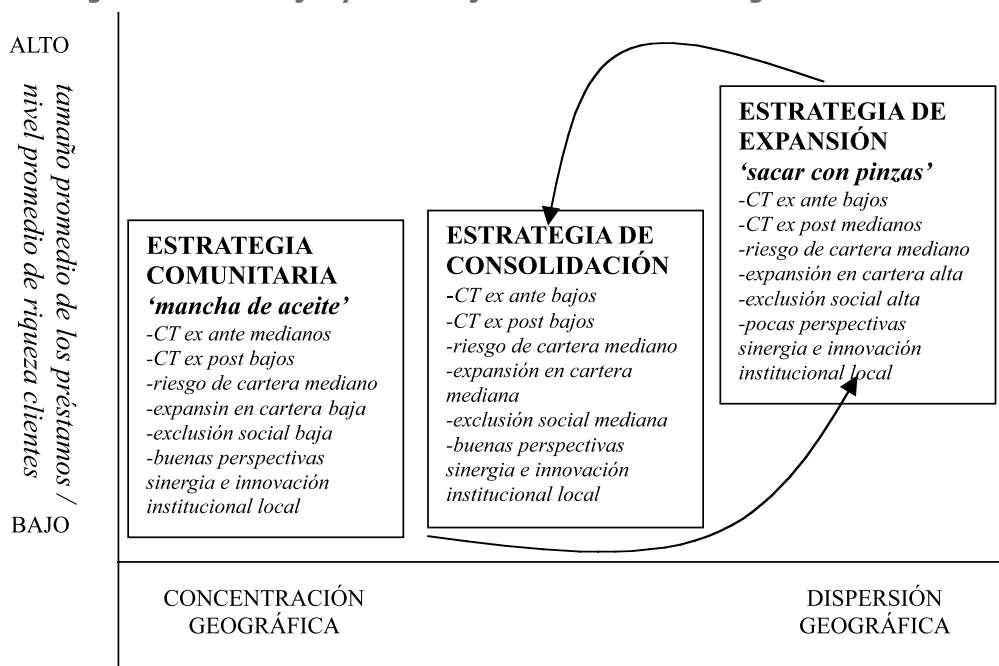 ALTO
tamaño promedio de los préstamos /
nivel promedio de riqueza clientes
BAJO
ESTRATEGIA
COMUNITARIA
‘mancha de aceite’
-CT ex ante medianos
-CT ex post bajos
-riesgo de cartera mediano
-expansin en cartera baja
-exclusión social baja
-buenas perspectivas
sinergia e innovación
institucional local
ESTRATEGIA DE
CONSOLIDACIÓN
-CT ex ante bajos
-CT ex post bajos
-riesgo de cartera mediano
-expansión en cartera
mediana
-exclusión social mediana
-buenas perspectivas
sinergia e innovación
institucional local
ESTRATEGIA DE
EXPANSIÓN
‘sacar con pinzas’
-CT ex ante bajos
-CT ex post medianos
-riesgo de cartera mediano
-expansión en cartera alta
-exclusión social alta
-pocas perspectivas
sinergia e innovación
institucional local
CONCENTRACIÓN
GEOGRÁFICA
DISPERSIÓN
GEOGRÁFICA